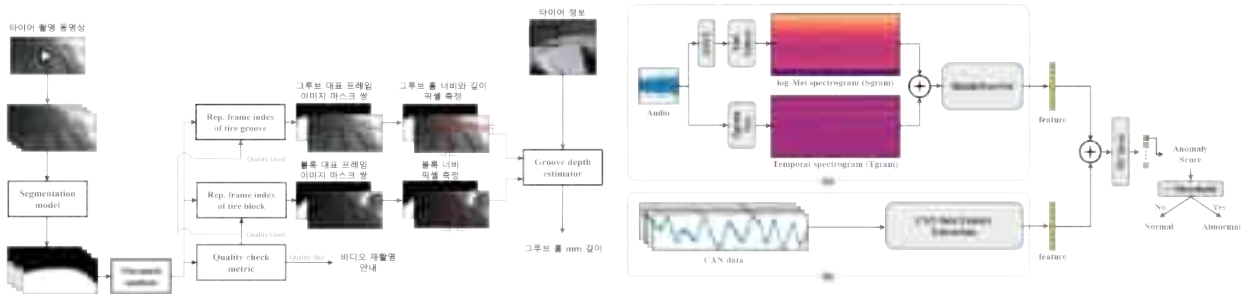 타이어 촬영 동영상
Segmentation
model
Rep. frame index
of tire groove
Quality Good
Rep. frame index
of tire block
Quality Good
Quality check
metric
Quality Bad
비디오 재촬영
안내
그루브 대표 프레임
이미지 마스크 쌍
그루브 홀 너비와 깊이
픽셀 측정
블록 대표 프레임
이미지 마스크 쌍
블록 너비
픽셀 측정
타이어 정보
Groove depth
estimator
그루브 홀 mm 깊이
Audio
log-Mel spectrogram (Sgram)
Temporal spectrogram (Tgram)
feature
CAN data
feature
Anomaly
Score
No
Yes
Normal
Abnormal